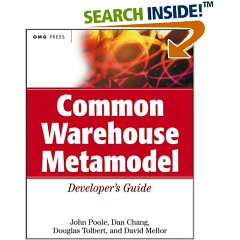 SEARCH INSIDE!™
OMG PRESS
Common
Warehouse
Metamodel
Developer's Guide
John Poole, Dan Chang,
Douglas Tolbert, and David Mellor